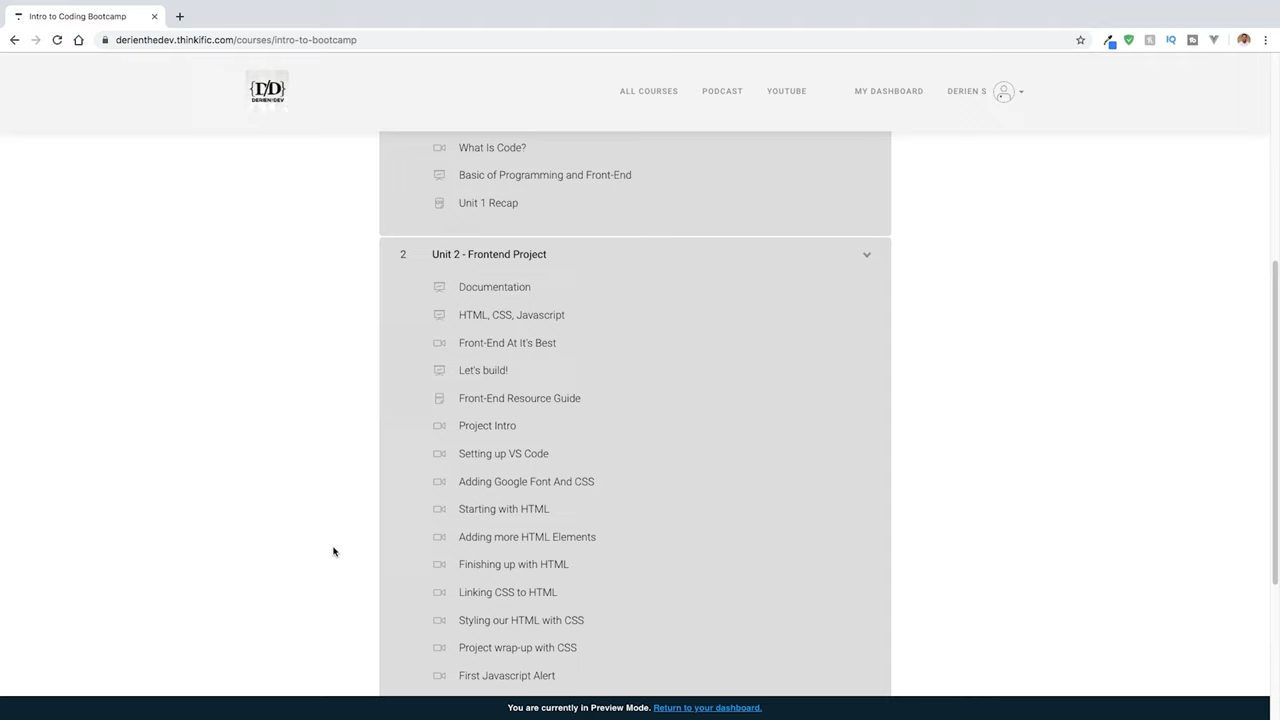 Intro to Coding Bootcamp
derienthedev.thinkific.com/courses/intro-to-bootcamp
{I/D}
DERIENTHEDEV
ALL COURSES PODCAST YOUTUBE MY DASHBOARD DERIEN S
What Is Code?
Basic of Programming and Front-End
Unit 1 Recap
2 Unit 2 - Frontend Project
Documentation
HTML, CSS, Javascript
Front-End At It's Best
Let's build!
Front-End Resource Guide
Project Intro
Setting up VS Code
Adding Google Font And CSS
Starting with HTML
Adding more HTML Elements
Finishing up with HTML
Linking CSS to HTML
Styling our HTML with CSS
Project wrap-up with CSS
First Javascript Alert
You are currently in Preview Mode. Return to your dashboard.